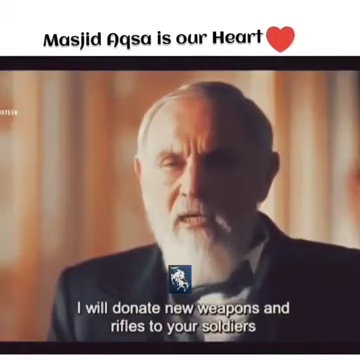 Masjid Aqsa is our Heart
I will donate new weapons and
rifles to your soldiers